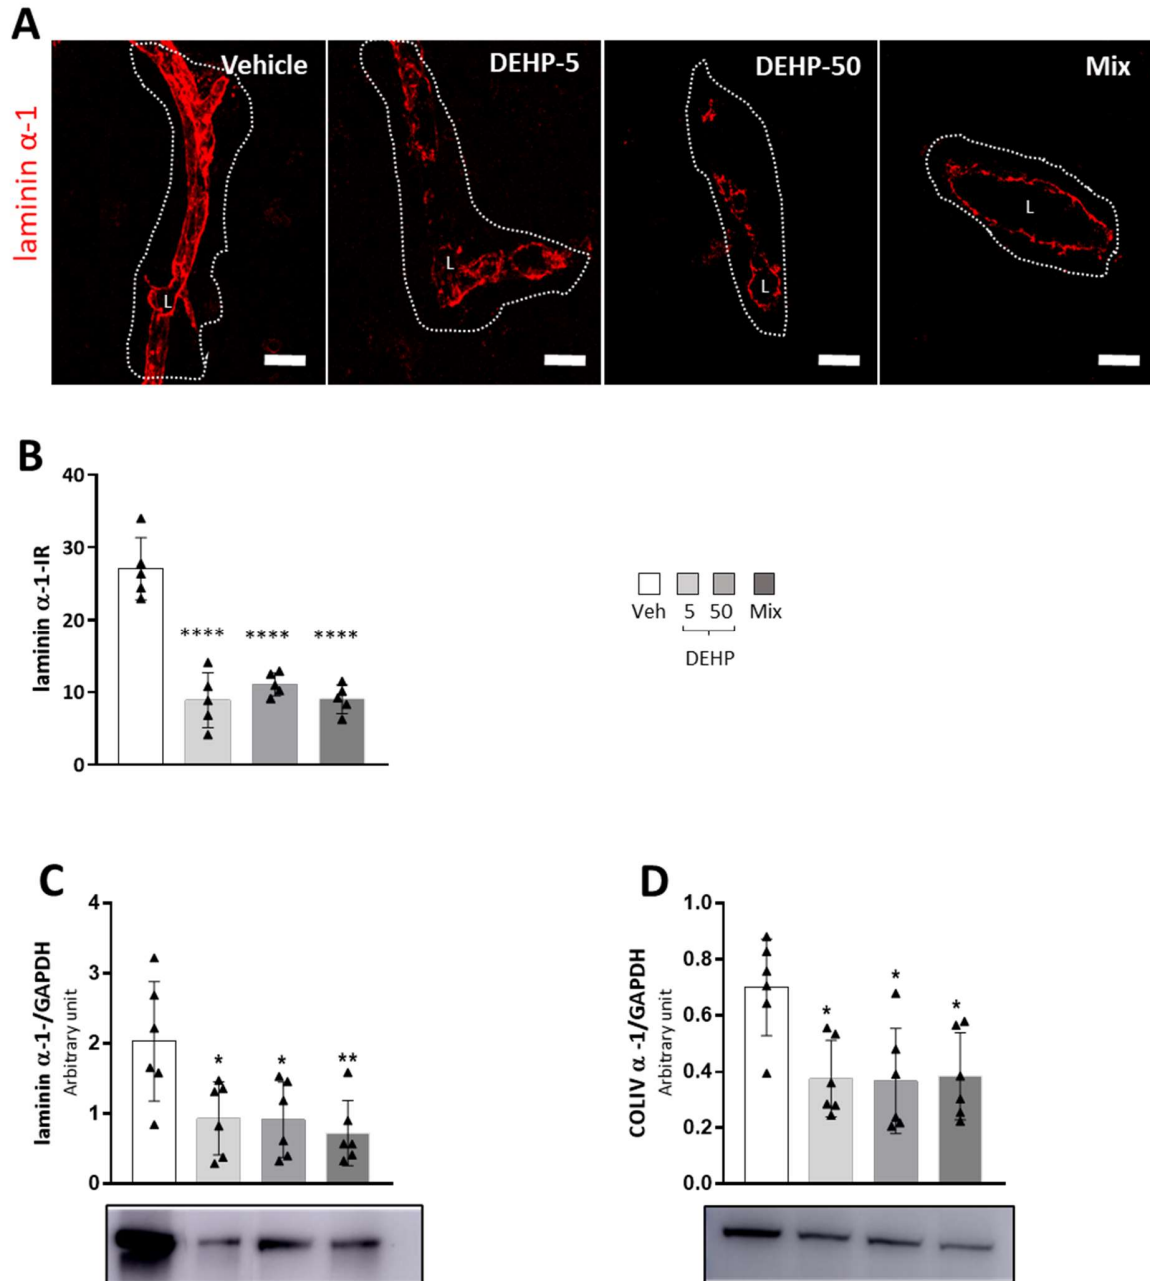 A
laminin α-1
Vehicle
DEHP-5
DEHP-50
Mix
L
L
L
L
B
laminin α-1-IR
40
30
20
10
0
**** **** ****
Veh 5 50 Mix
DEHP
C
laminin α-1-/GAPDH
Arbitrary unit
4
3
2
1
0
* * **
D
COLIV α -1/GAPDH
Arbitrary unit
1.0
0.8
0.6
0.4
0.2
0.0
* * *